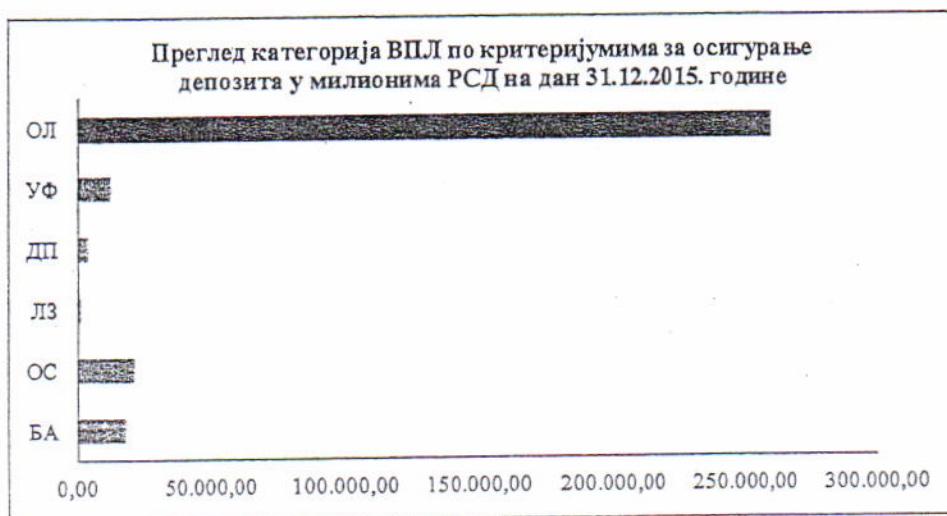 Преглед категорија ВПЛ по критеријумима за осигурање
депозита у милионима РСД на дан 31.12.2015. године
ОЛ
УФ
ДП
ЛЗ
ОС
БА
0,00 50.000,00 100.000,00 150.000,00 200.000,00 250.000,00 300.000,00